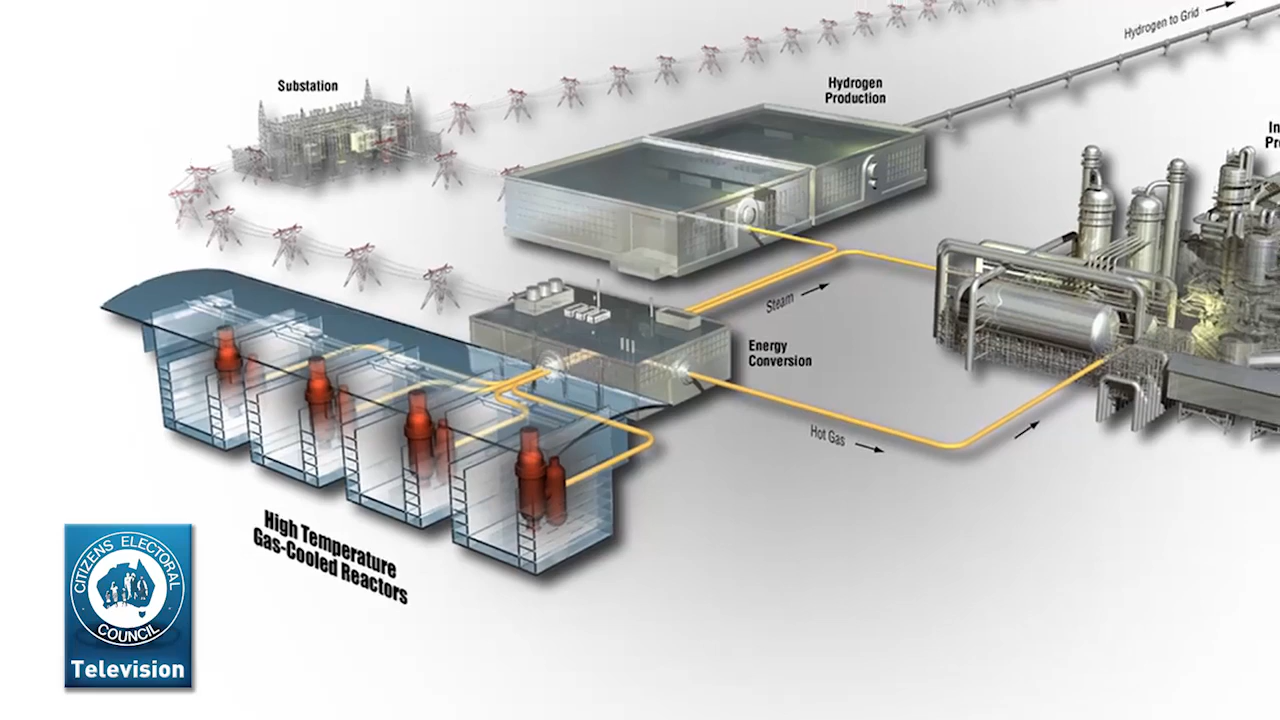 Hydrogen to Grid
Substation
Hydrogen
Production
Steam
Energy
Conversion
Hot Gas
High Temperature
Gas-Cooled Reactors
CITIZENS ELECTORAL
COUNCIL
Television